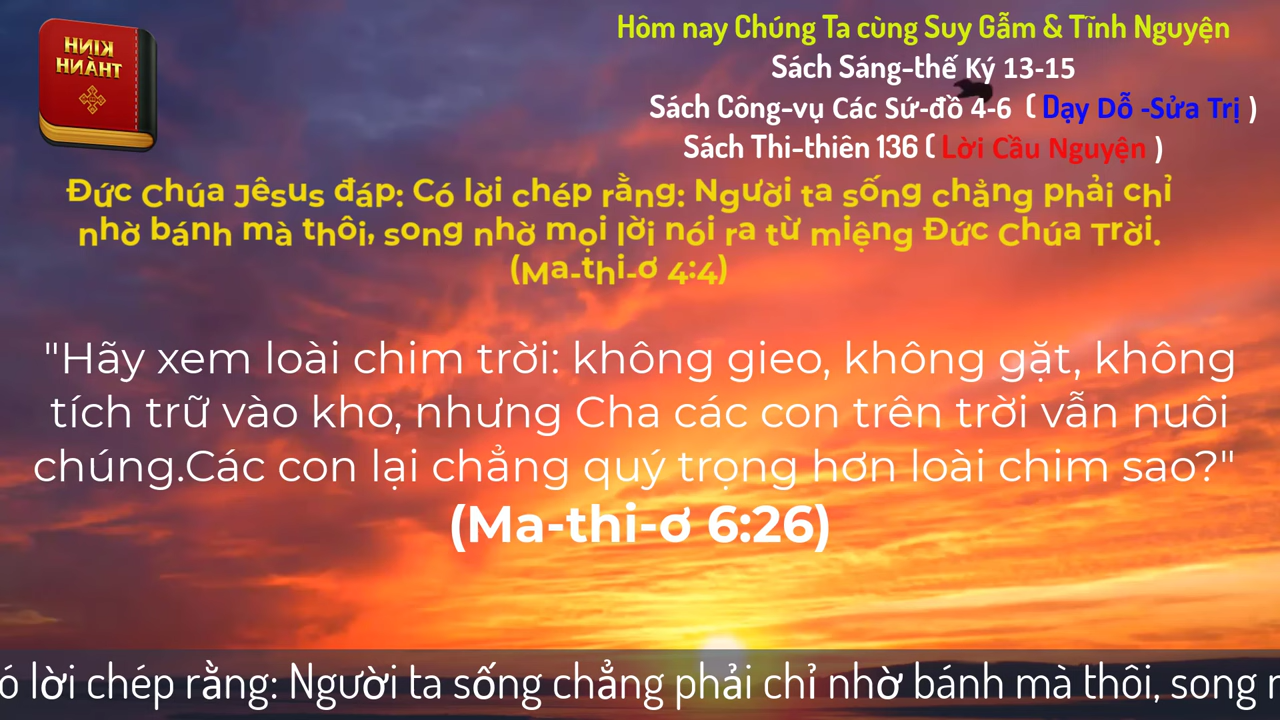 KINH
THÁNH
Hôm nay Chúng Ta cùng Suy Gẫm & Tĩnh Nguyện
Sách Sáng-thế Ký 13-15
Sách Công-vụ Các Sứ-đồ 4-6 ( Dạy Dỗ -Sửa Trị )
Sách Thi-thiên 136 ( Lời Cầu Nguyện )
Đức Chúa Jêsus đáp: Có lời chép rằng: Người ta sống chẳng phải chỉ
nhờ bánh mà thôi, song nhờ mọi lời nói ra từ miệng Đức Chúa Trời.
(Ma-thi-ơ 4:4)
"Hãy xem loài chim trời: không gieo, không gặt, không
tích trữ vào kho, nhưng Cha các con trên trời vẫn nuôi
chúng.Các con lại chẳng quý trọng hơn loài chim sao?"
(Ma-thi-ơ 6:26)
ó lời chép rằng: Người ta sống chẳng phải chỉ nhờ bánh mà thôi, song